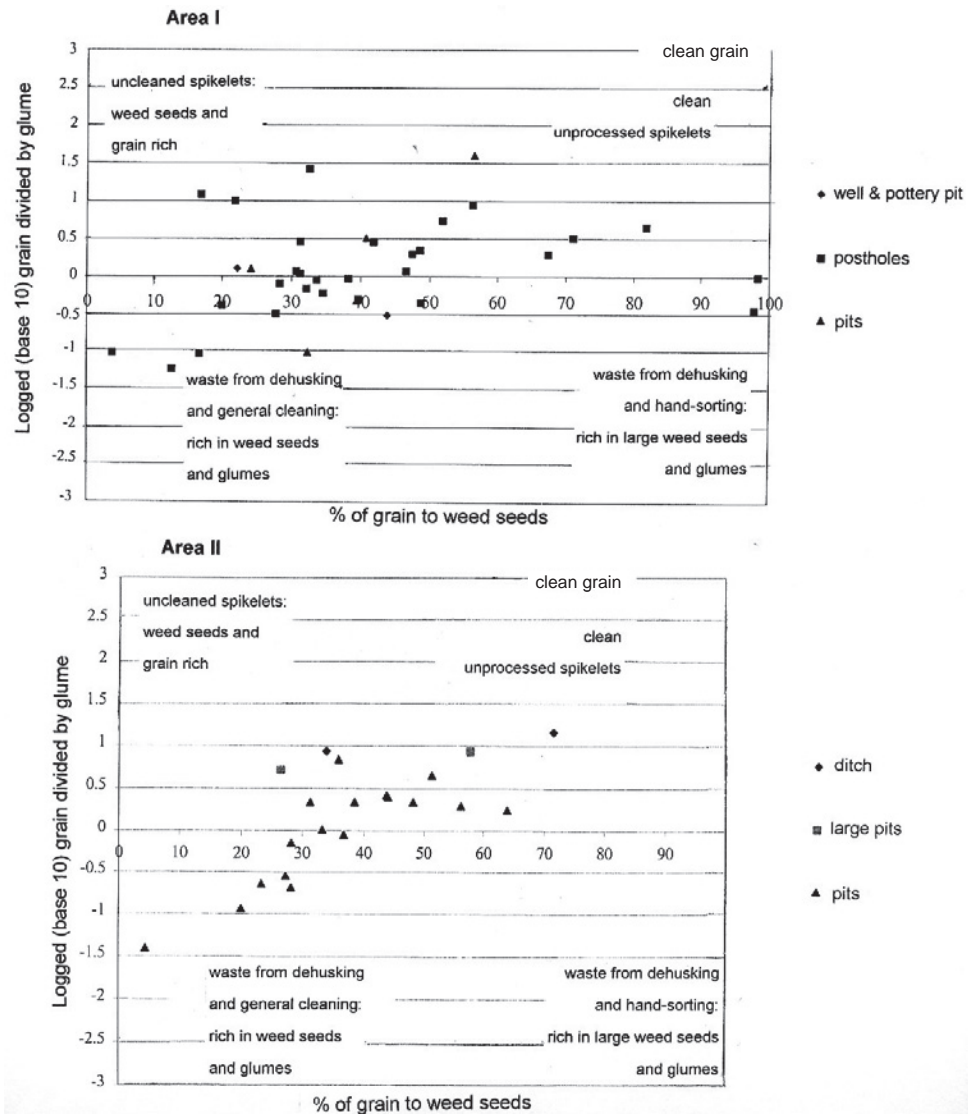 Area I
3
2.5
2
1.5
1
0.5
0
-0.5
-1
-1.5
-2
-2.5
-3
Logged (base 10) grain divided by glume
clean grain
uncleaned spikelets:
weed seeds and
grain rich
clean
unprocessed spikelets
0 10 20 30 40 50 60 70 80 90 100
waste from dehusking
and general cleaning:
rich in weed seeds
and glumes
waste from dehusking
and hand-sorting:
rich in large weed seeds
and glumes
% of grain to weed seeds
well & pottery pit
postholes
pits
Area II
3
2.5
2
1.5
1
0.5
0
-0.5
-1
-1.5
-2
-2.5
-3
Logged (base 10) grain divided by glume
clean grain
uncleaned spikelets:
weed seeds and
grain rich
clean
unprocessed spikelets
0 10 20 30 40 50 60 70 80 90
waste from dehusking
and general cleaning:
rich in weed seeds
and glumes
waste from dehusking
and hand-sorting:
rich in large weed seeds
and glumes
% of grain to weed seeds
ditch
large pits
pits